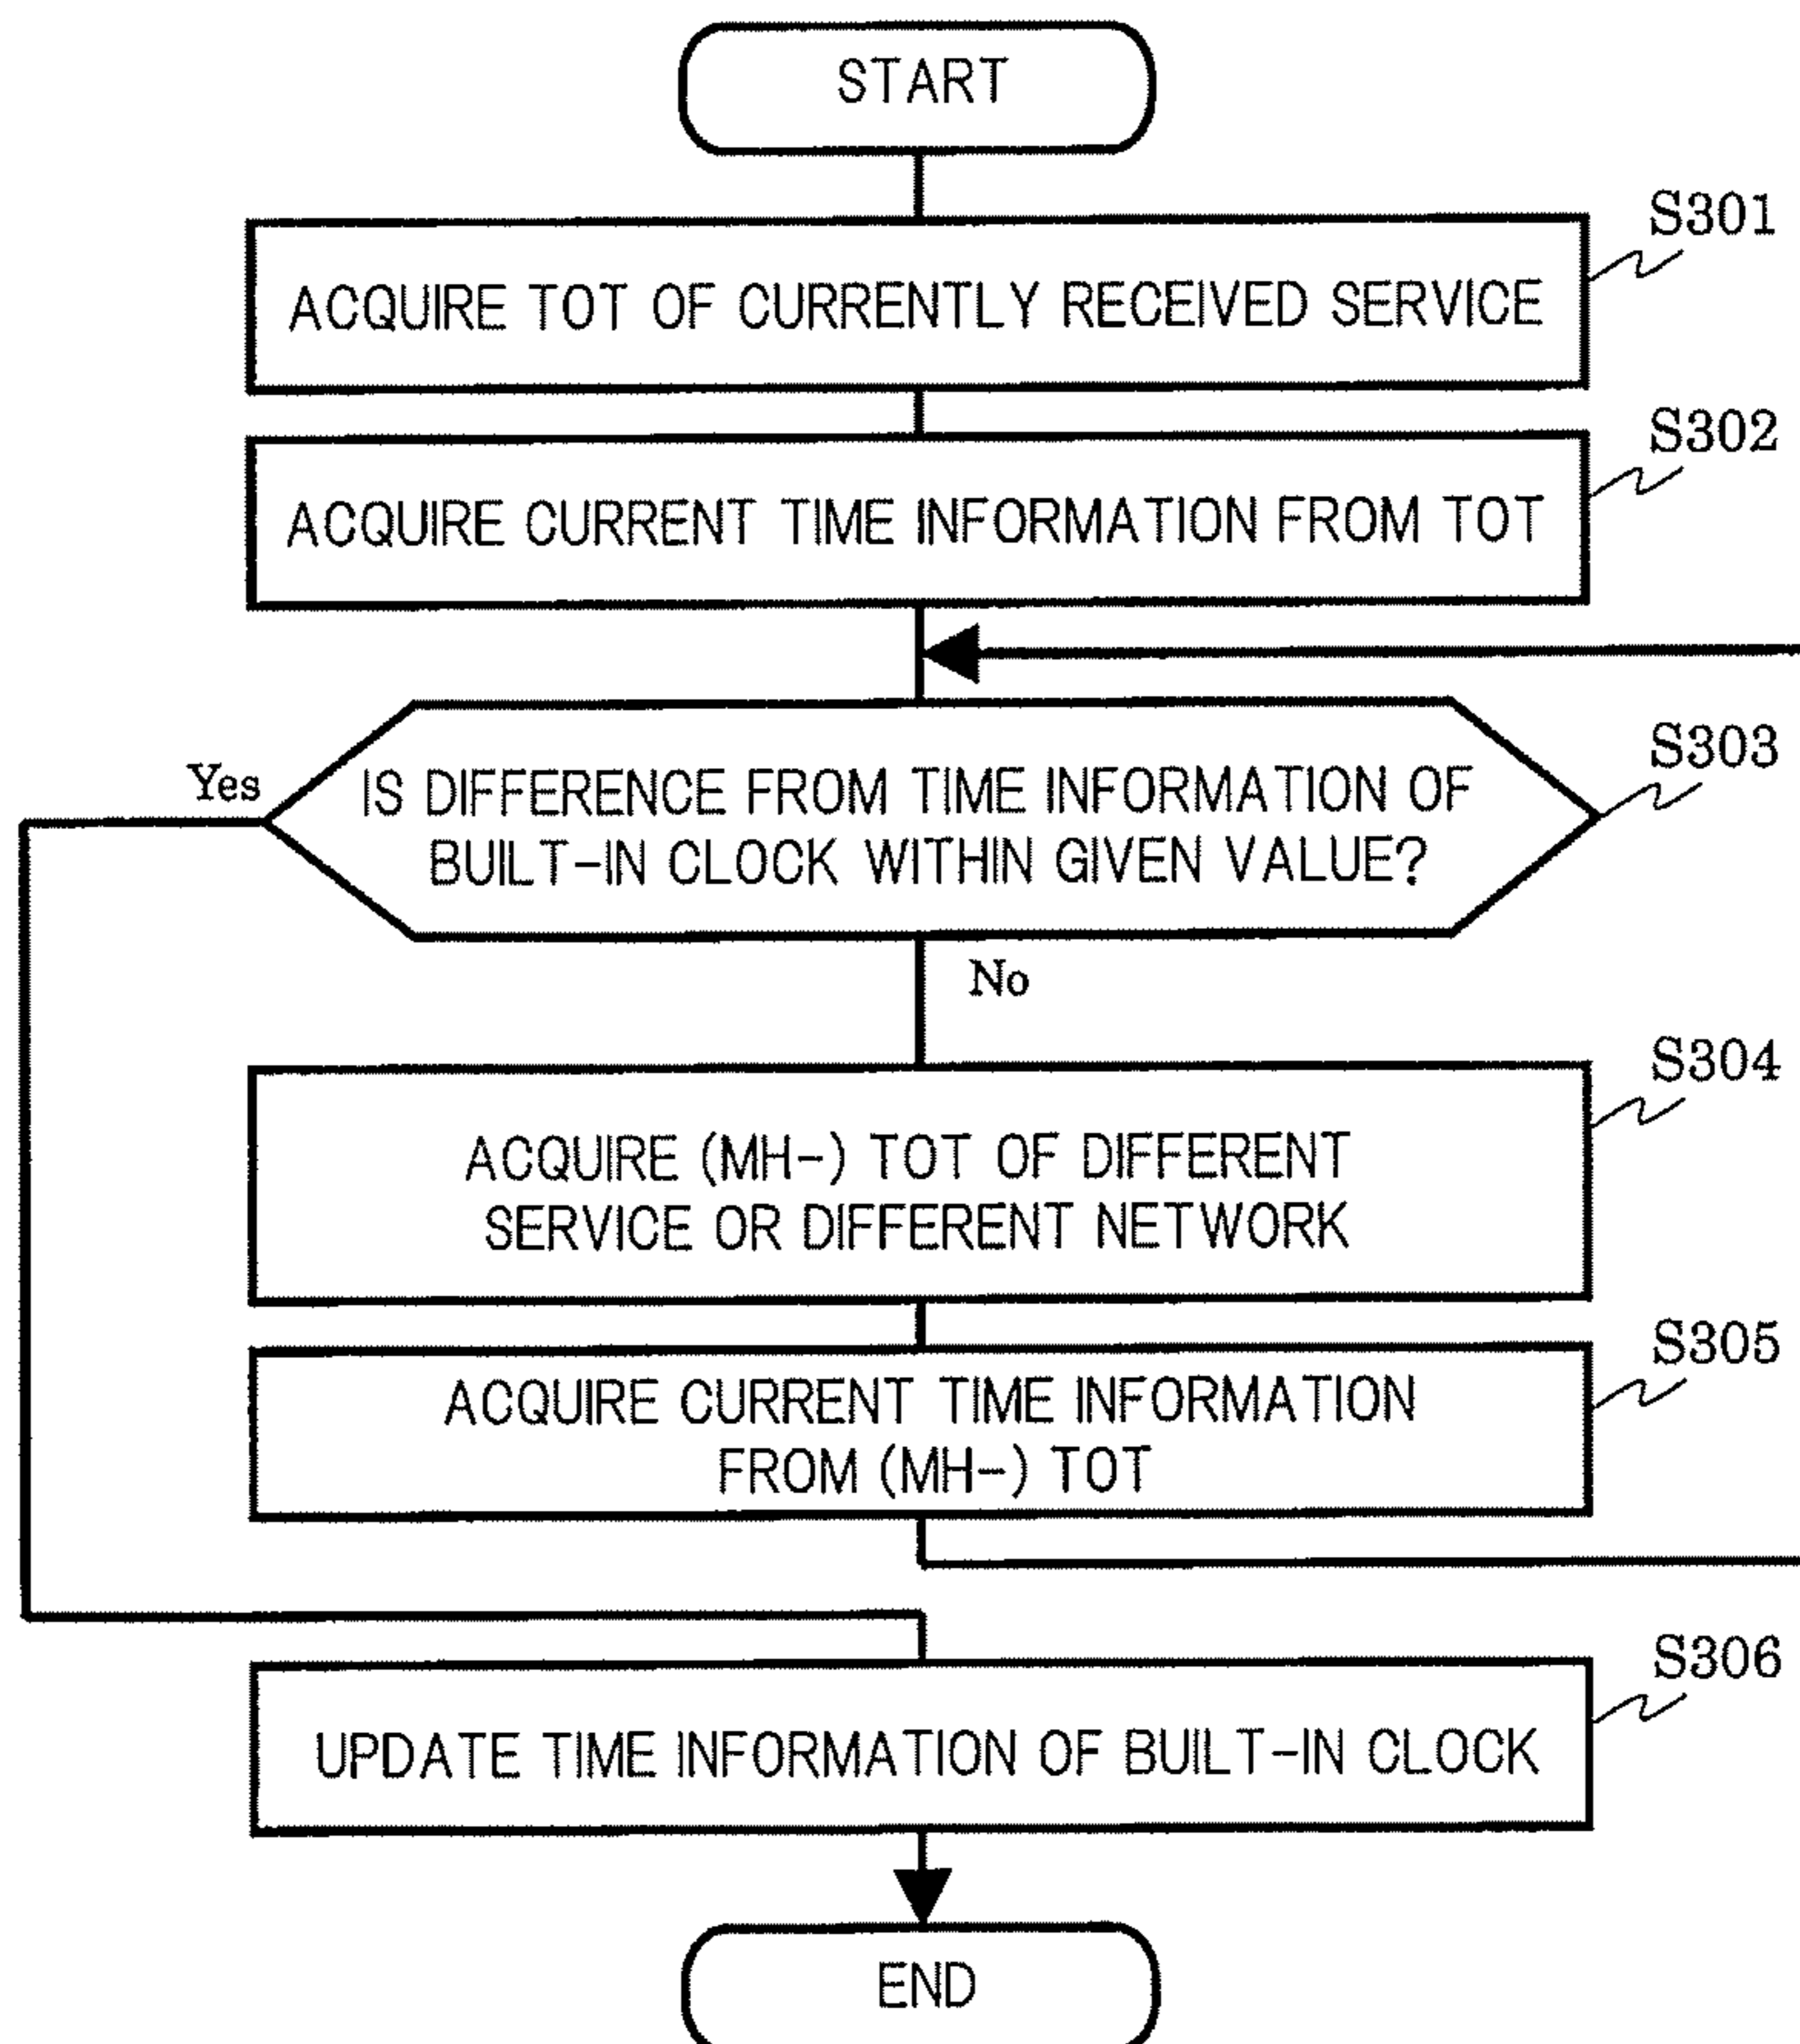 START
S301
ACQUIRE TOT OF CURRENTLY RECEIVED SERVICE
S302
ACQUIRE CURRENT TIME INFORMATION FROM TOT
S303
Yes
IS DIFFERENCE FROM TIME INFORMATION OF
BUILT-IN CLOCK WITHIN GIVEN VALUE?
No
S304
ACQUIRE (MH-) TOT OF DIFFERENT
SERVICE OR DIFFERENT NETWORK
S305
ACQUIRE CURRENT TIME INFORMATION
FROM (MH-) TOT
S306
UPDATE TIME INFORMATION OF BUILT-IN CLOCK
END